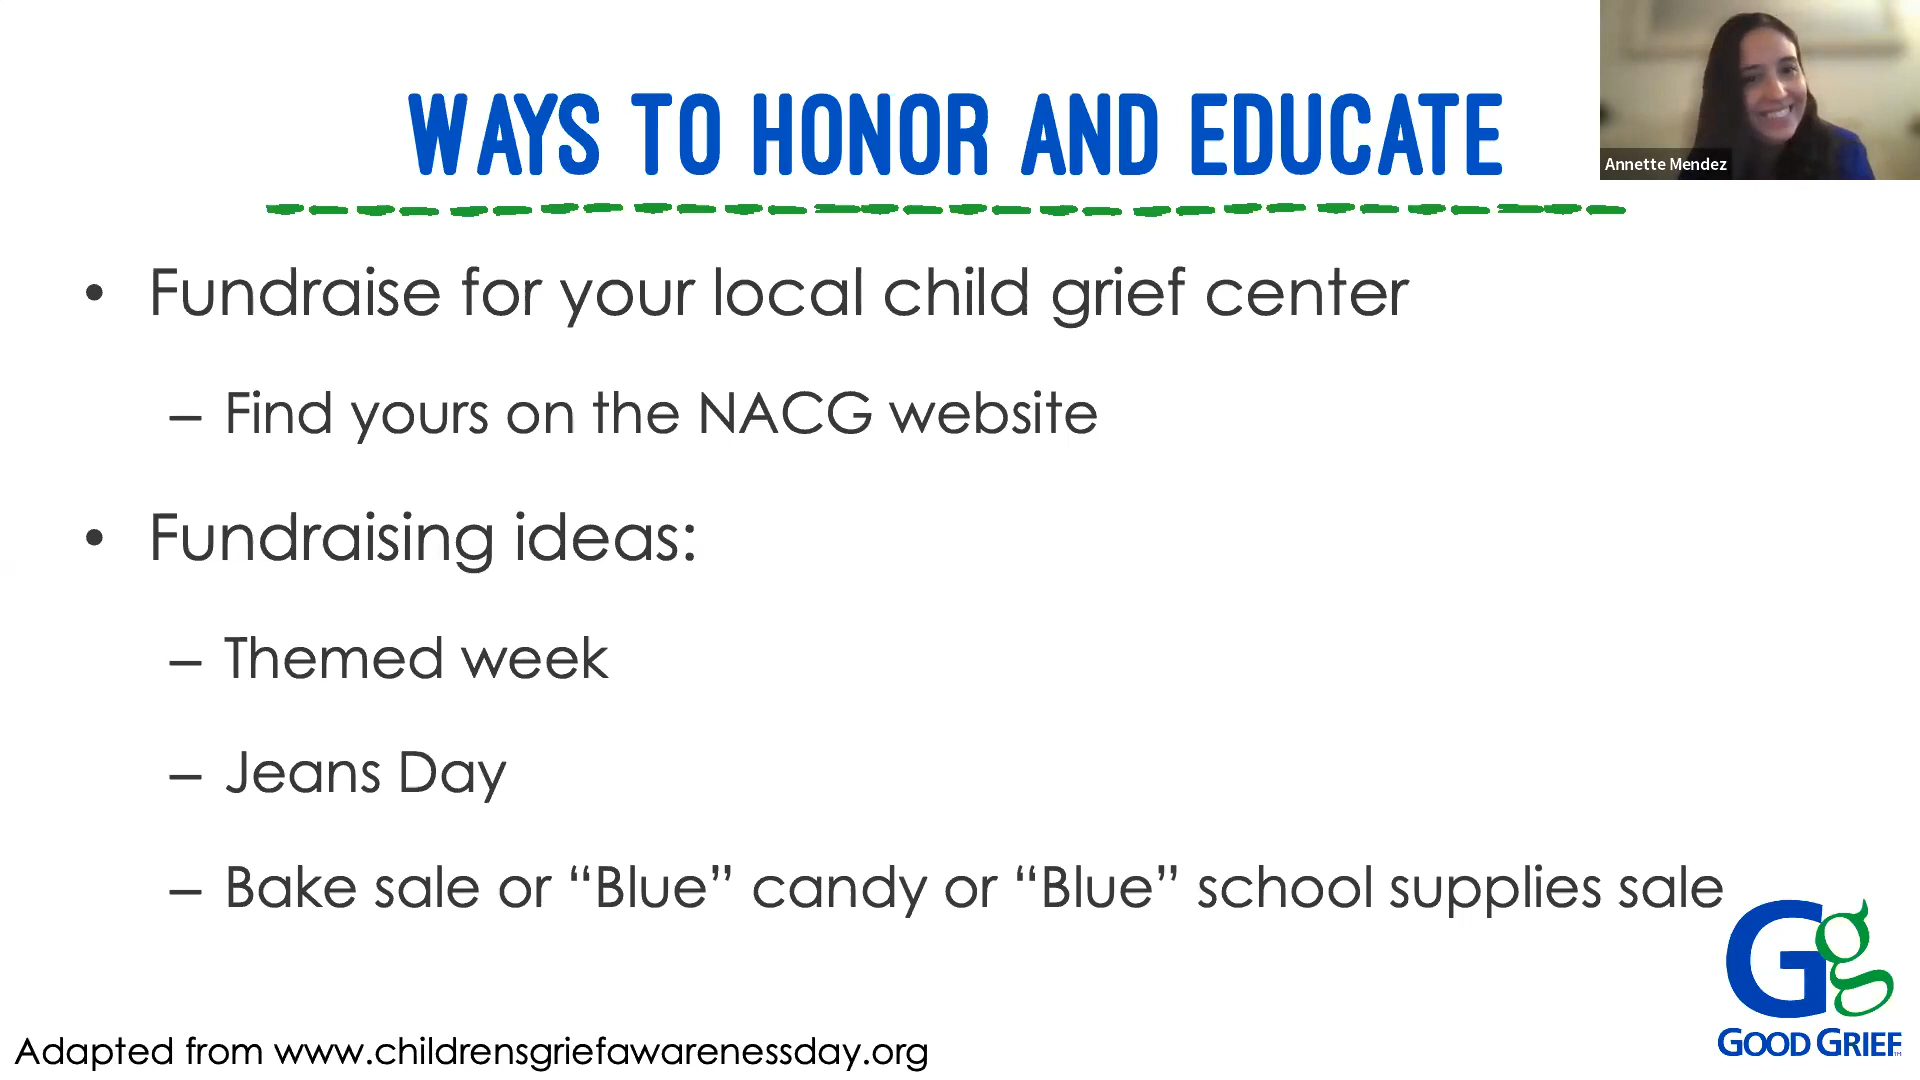 WAYS TO HONOR AND EDUCATE
Annette Mendez
• Fundraise for your local child grief center
– Find yours on the NACG website
• Fundraising ideas:
– Themed week
– Jeans Day
– Bake sale or “Blue” candy or “Blue” school supplies sale
Gg
GOOD GRIEF™
Adapted from www.childrensgriefawarenessday.org